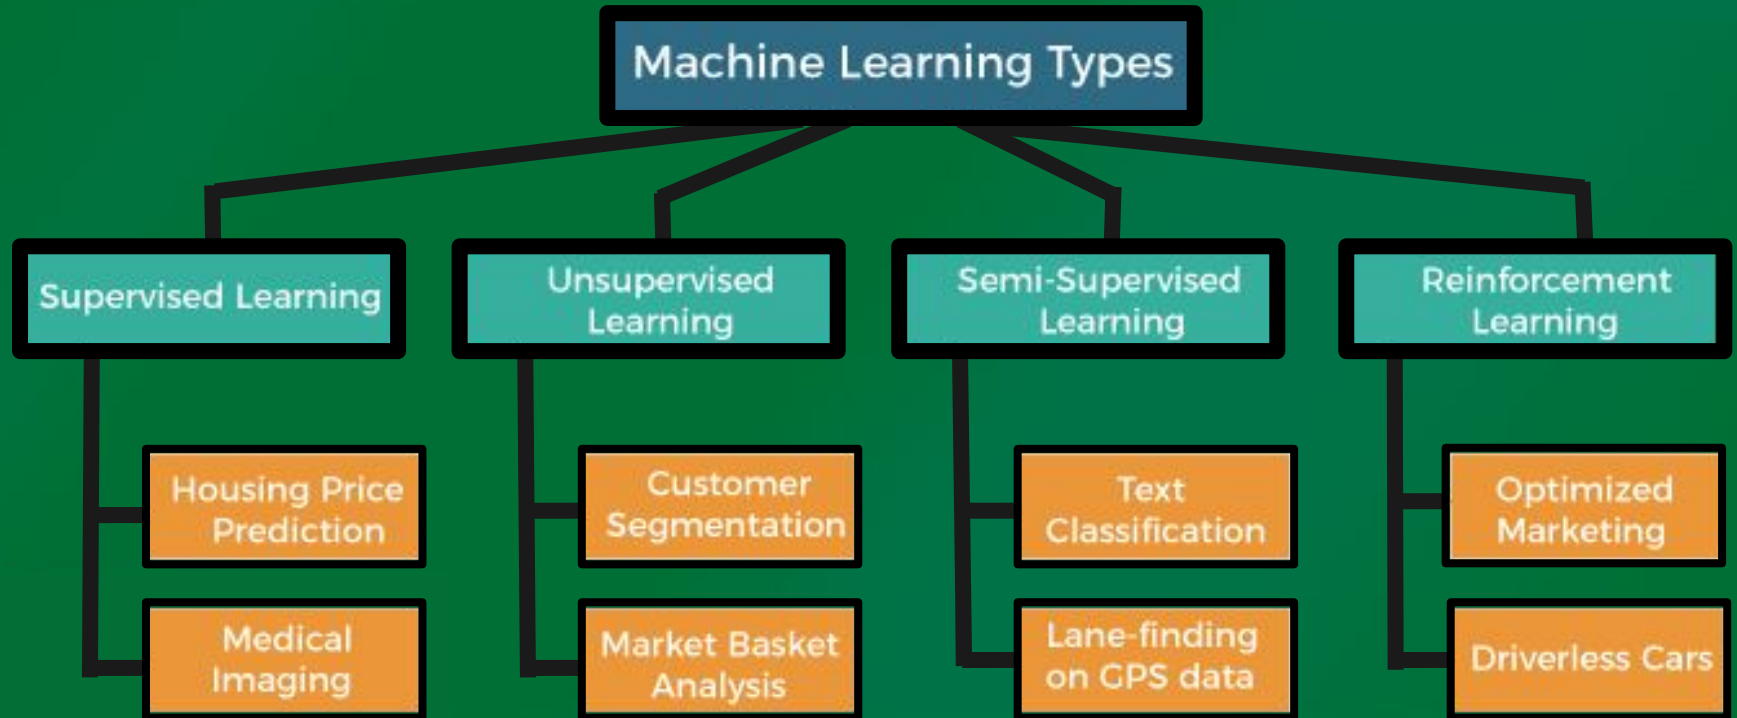 Machine Learning Types
Supervised Learning
Unsupervised
Learning
Semi-Supervised
Learning
Reinforcement
Learning
Housing Price
Prediction
Customer
Segmentation
Text
Classification
Optimized
Marketing
Medical
Imaging
Market Basket
Analysis
Lane-finding
on GPS data
Driverless Cars